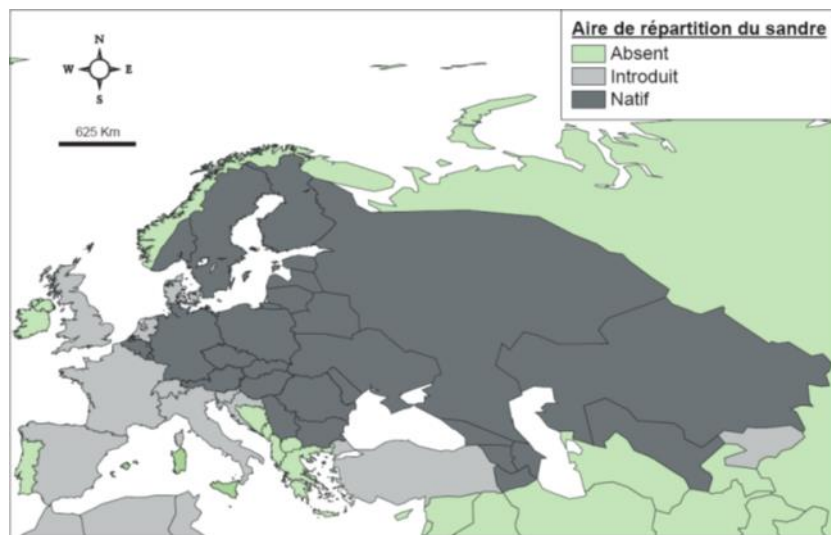 Aire de répartition du sandre
Absent
Introduit
Natif
N
W E
S
625 Km